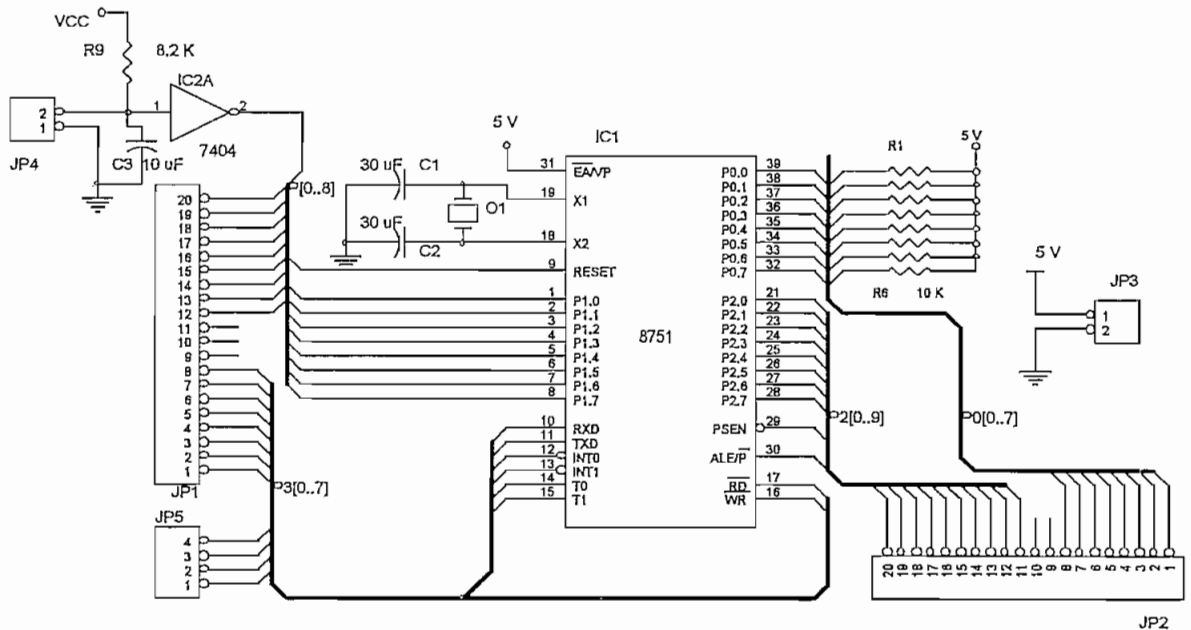 VCC
R9 8,2 K
IC2A
1 2
7404
2
1
JP4
C3 10 uF
P[0..8]
20
19
18
17
16
15
14
13
12
11
10
9
8
7
6
5
4
3
2
1
JP1
P3[0..7]
JP5
4
3
2
1
5 V
IC1
30 uF C1
O1
30 uF
C2
31 EA/VP
19 X1
18 X2
9 RESET
1 P1.0
2 P1.1
3 P1.2
4 P1.3
5 P1.4
6 P1.5
7 P1.6
8 P1.7
10 RXD
11 TXD
12 INT0
13 INT1
14 T0
15 T1
8751
P0.0 39
P0.1 38
P0.2 37
P0.3 36
P0.4 35
P0.5 34
P0.6 33
P0.7 32
P2.0 21
P2.1 22
P2.2 23
P2.3 24
P2.4 25
P2.5 26
P2.6 27
P2.7 28
PSEN 29
ALE/P 30
RD 17
WR 16
R1
5 V
R6 10 K
5 V
JP3
1
2
P2[0..9]
P0[0..7]
20 19 18 17 16 15 14 13 12 11 10 9 8 7 6 5 4 3 2 1
JP2